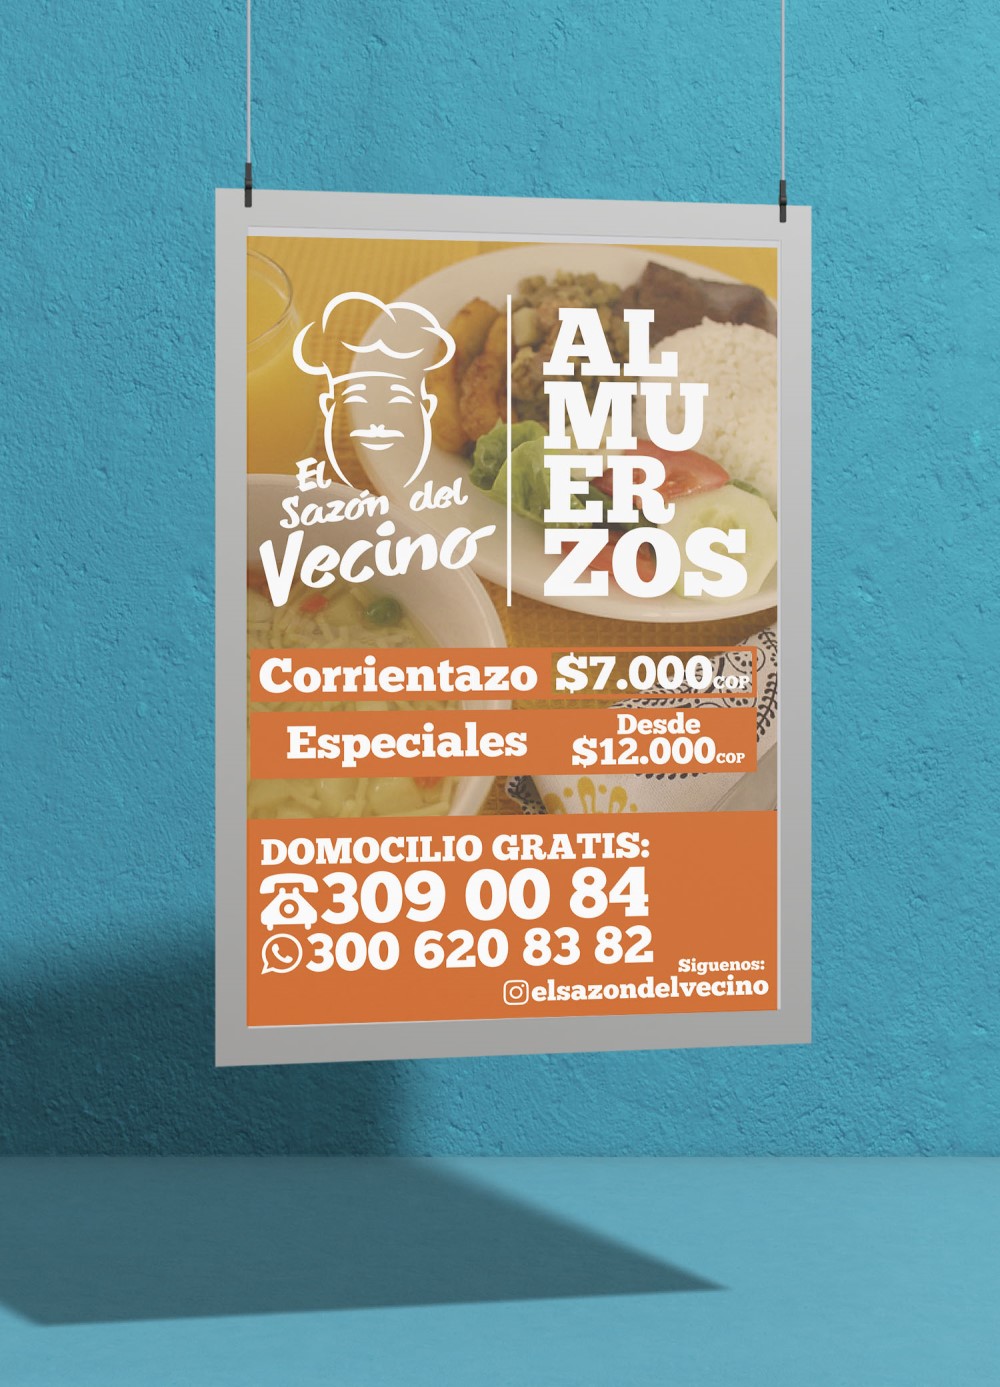 El
Sazón del
Vecino
AL
MU
ER
ZOS
Corrientazo $7.000COP
Especiales Desde
$12.000COP
DOMOCILIO GRATIS:
309 00 84
300 620 83 82
Siguenos:
elsazondelvecino